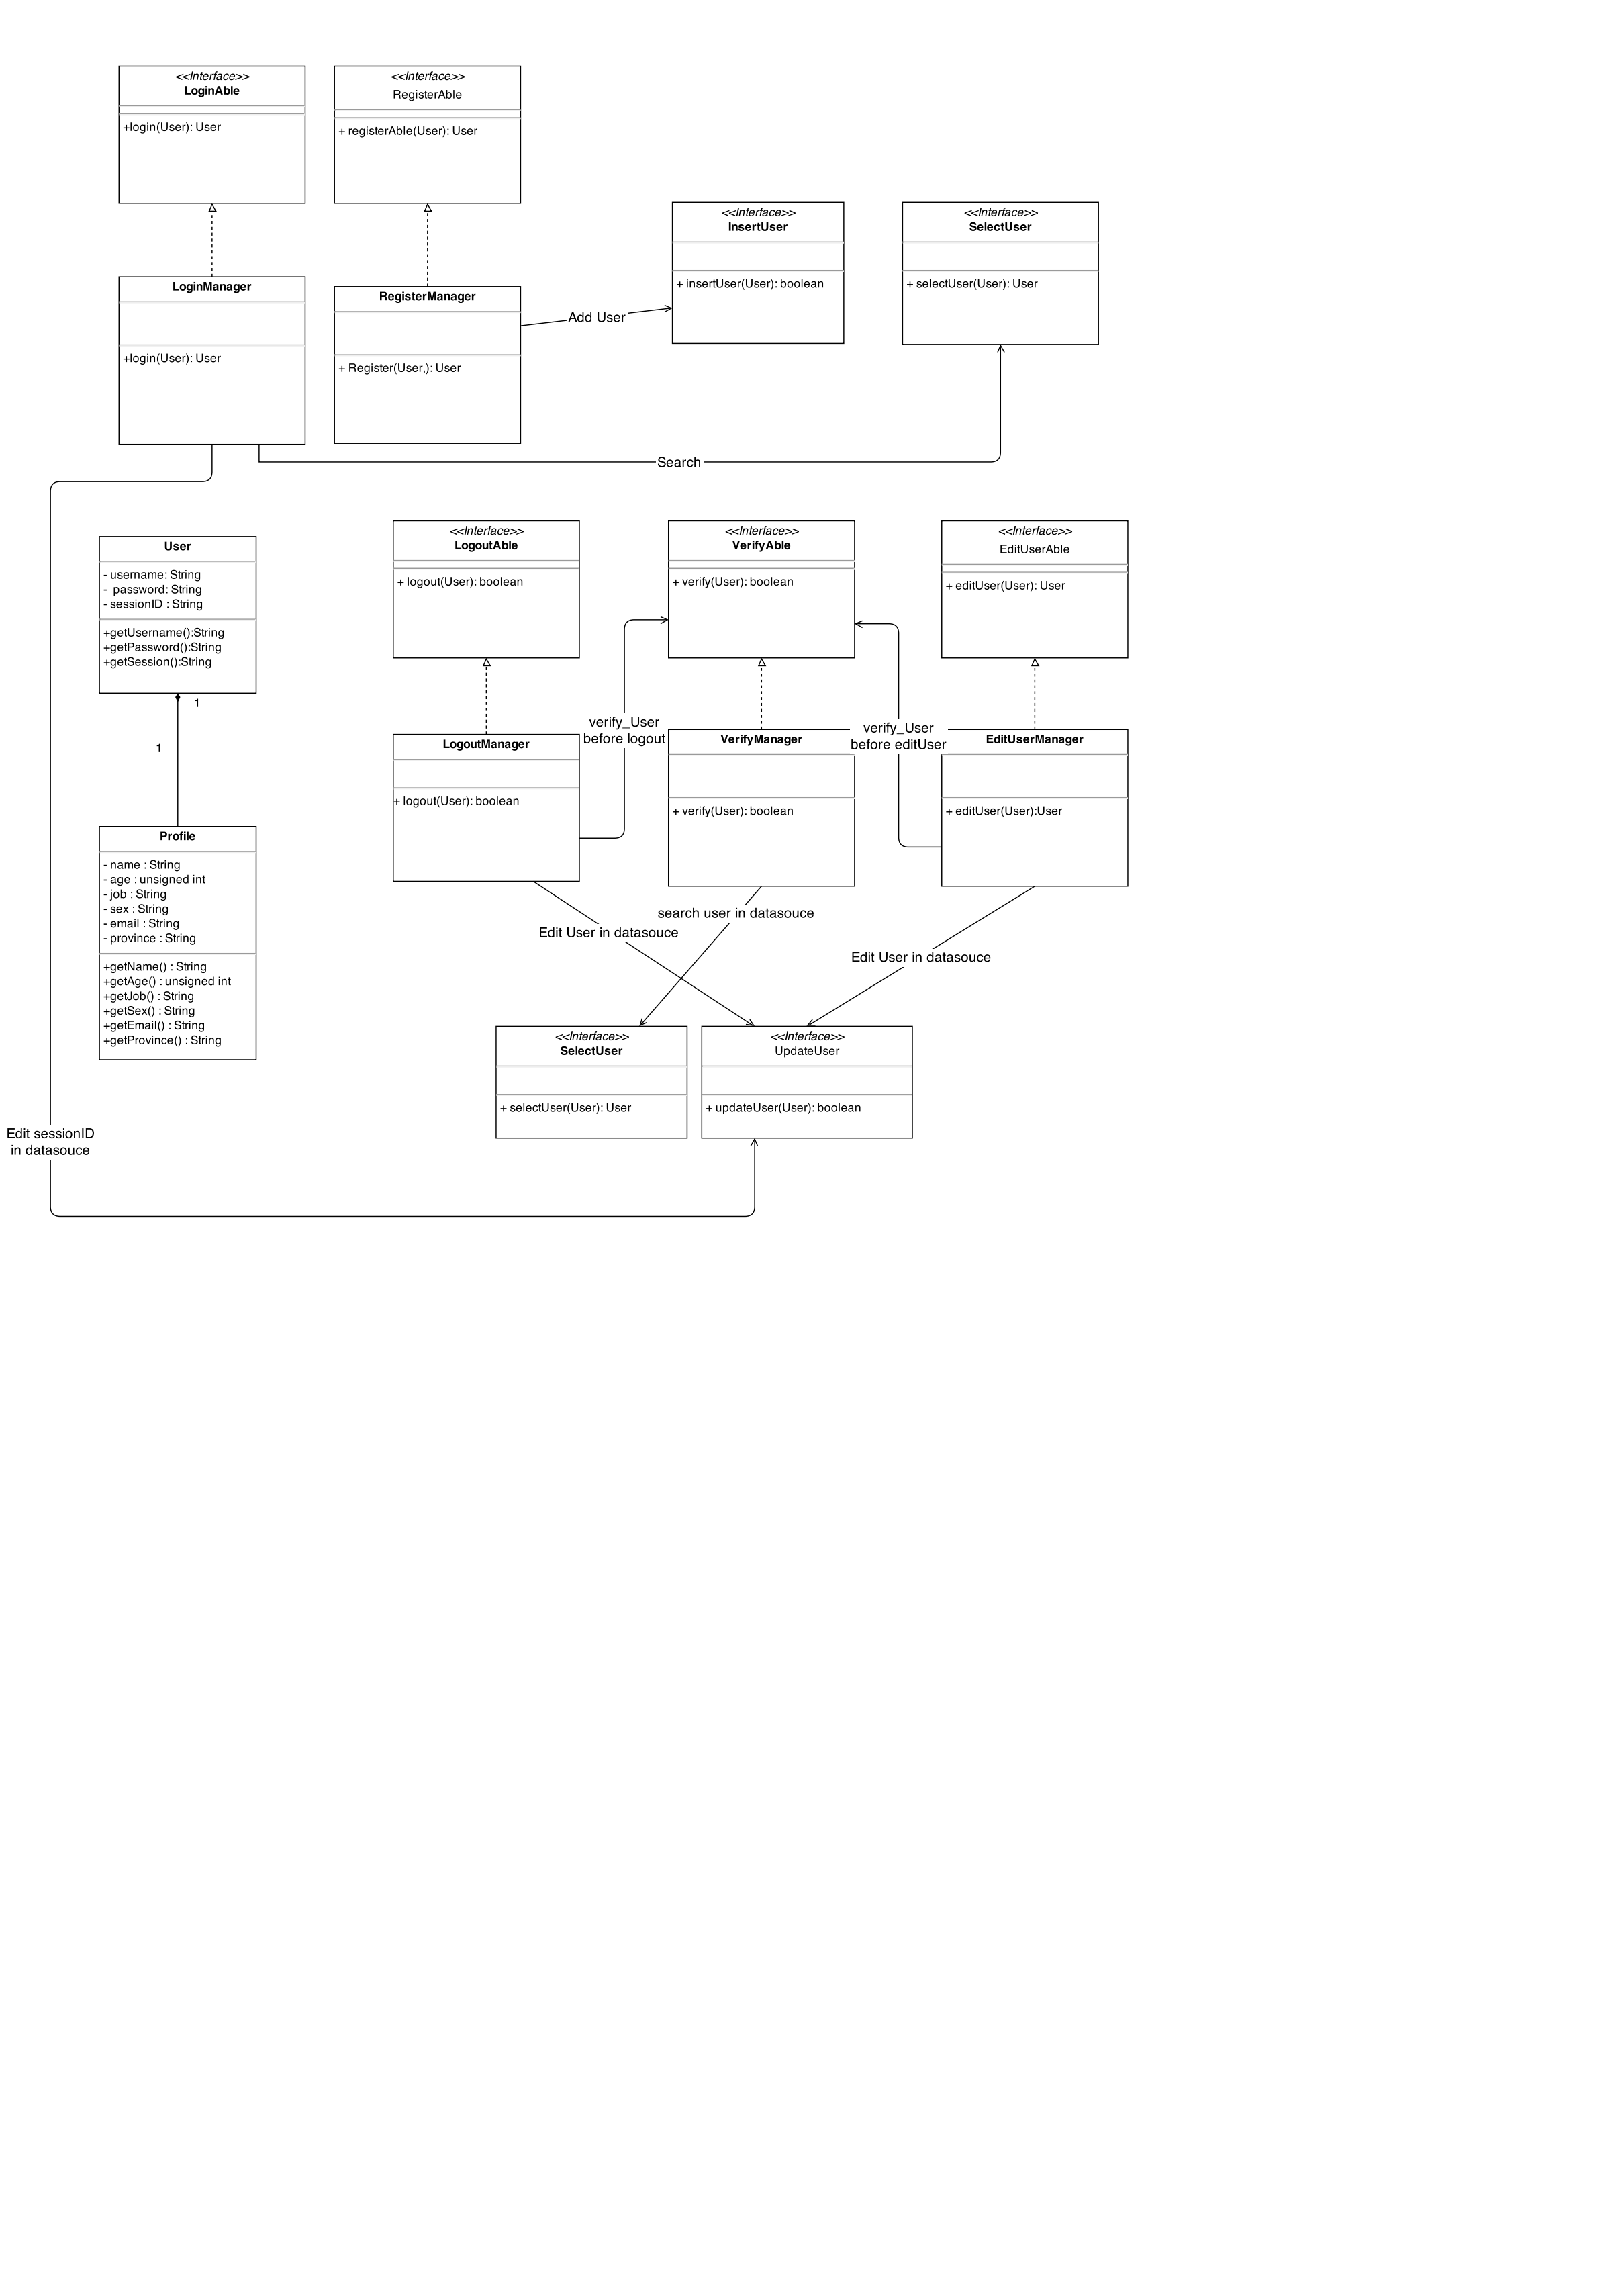 <<Interface>>
LoginAble
+login(User): User
<<Interface>>
RegisterAble
+ registerAble(User): User
<<Interface>>
InsertUser
+ insertUser(User): boolean
<<Interface>>
SelectUser
+ selectUser(User): User
LoginManager
+login(User): User
RegisterManager
+ Register(User,): User
Add User
Search
User
- username: String
-  password: String
- sessionID : String
+getUsername():String
+getPassword():String
+getSession():String
1
1
Profile
- name : String
- age : unsigned int
- job : String
- sex : String
- email : String
- province : String
+getName() : String
+getAge() : unsigned int
+getJob() : String
+getSex() : String
+getEmail() : String
+getProvince() : String
<<Interface>>
LogoutAble
+ logout(User): boolean
<<Interface>>
VerifyAble
+ verify(User): boolean
<<Interface>>
EditUserAble
+ editUser(User): User
LogoutManager
+ logout(User): boolean
verify_User
before logout
VerifyManager
+ verify(User): boolean
verify_User
before editUser
EditUserManager
+ editUser(User):User
search user in datasouce
Edit User in datasouce
Edit User in datasouce
<<Interface>>
SelectUser
+ selectUser(User): User
<<Interface>>
UpdateUser
+ updateUser(User): boolean
Edit sessionID
in datasouce